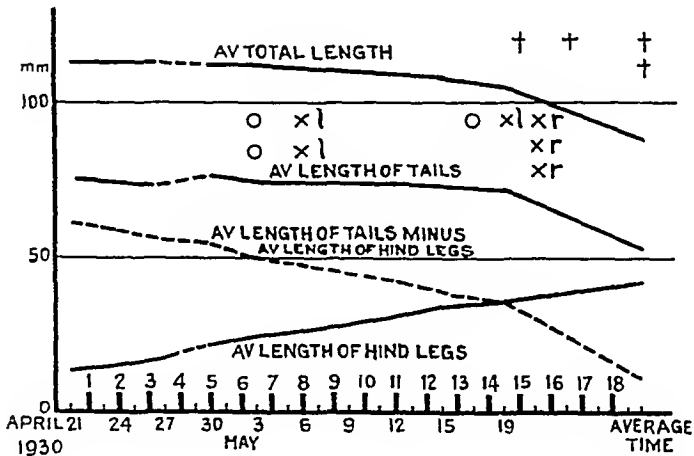 † † †
AV TOTAL LENGTH
mm †
100
O ×l O ×l ×r
O ×l ×r
AV LENGTH OF TAILS ×r
AV LENGTH OF TAILS MINUS
AV LENGTH OF HIND LEGS
50
AV LENGTH OF HIND LEGS
1 2 3 4 5 6 7 8 9 10 11 12 13 14 15 16 17 18
0
APRIL 21 24 27 30 3 6 9 12 15 19 AVERAGE
1930 MAY TIME